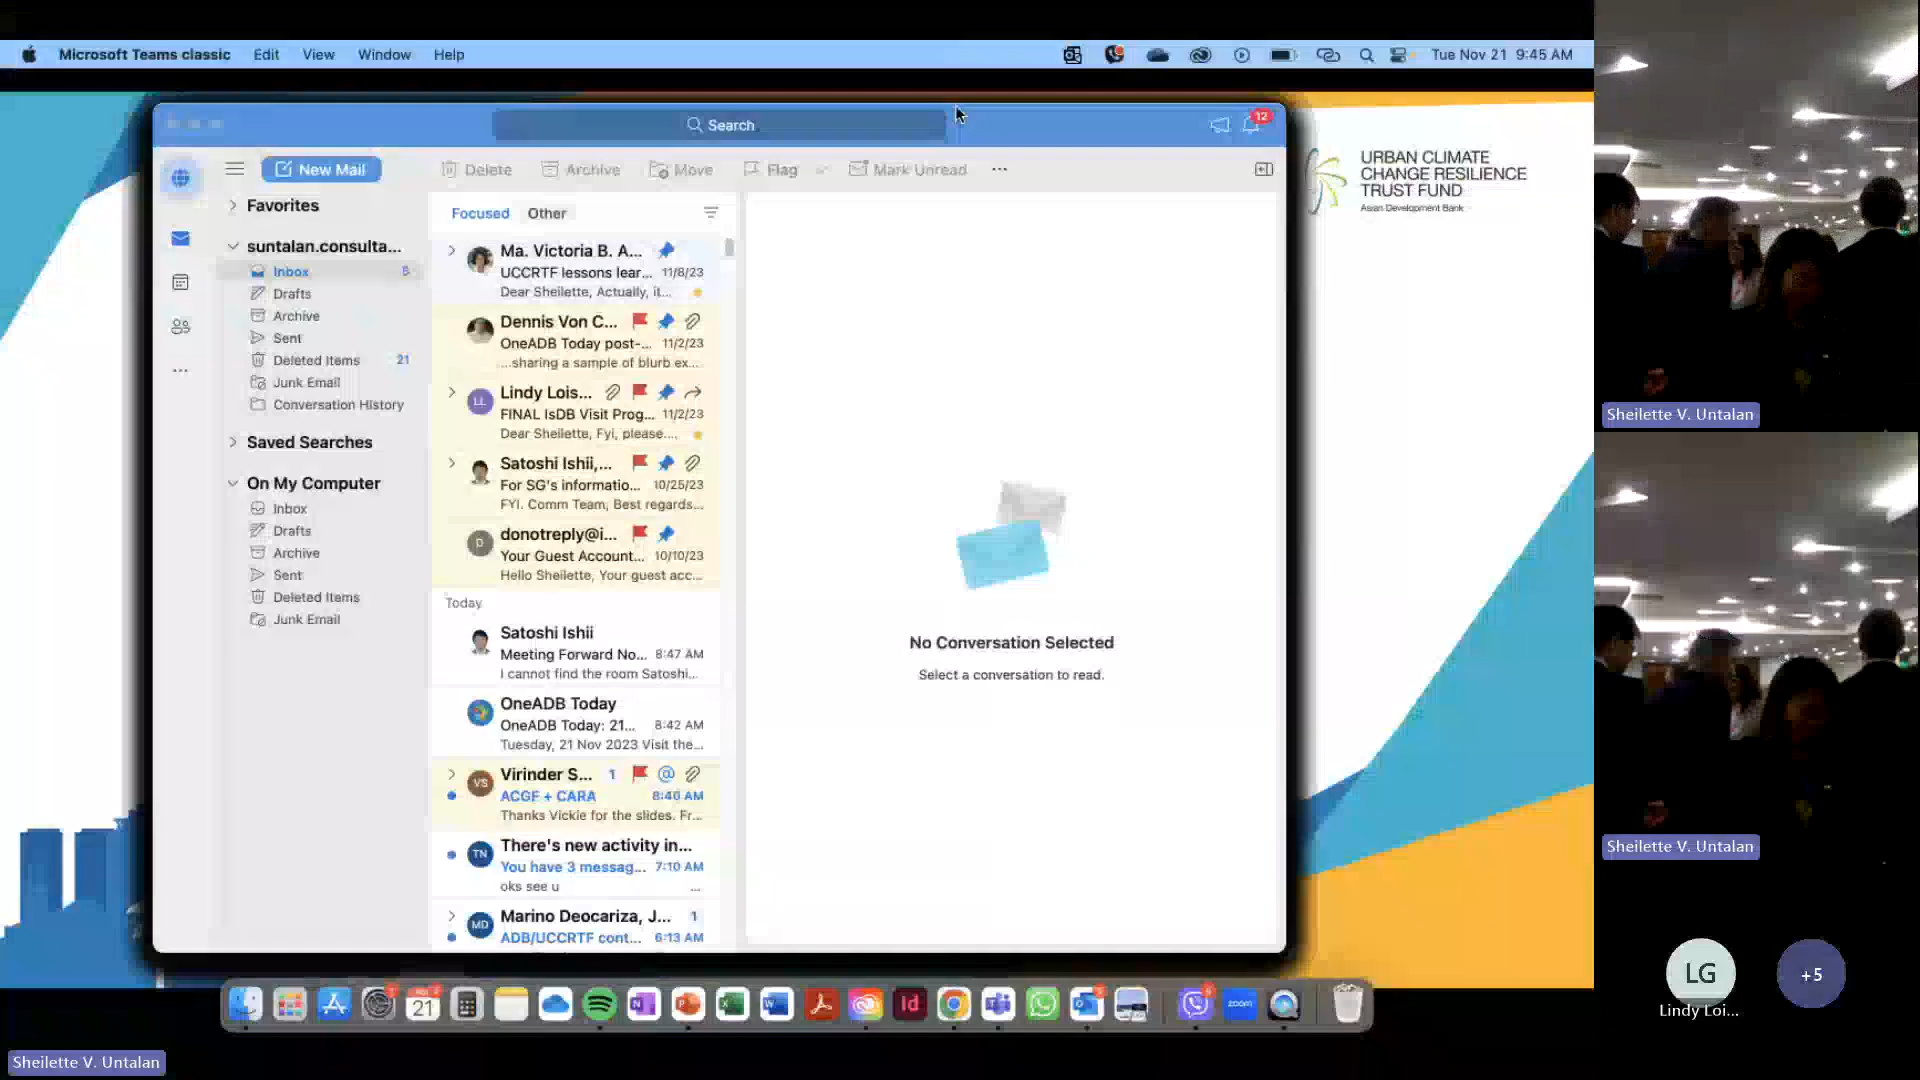 Microsoft Teams classic Edit View Window Help
Tue Nov 21 9:45 AM
Search
12
New Mail
Delete
Archive
Move
Flag
Mark Unread
Favorites
suntalan.consulta...
Inbox 8
Drafts
Archive
Sent
Deleted Items 21
Junk Email
Conversation History
Saved Searches
On My Computer
Inbox
Drafts
Archive
Sent
Deleted Items
Junk Email
Focused Other
Ma. Victoria B. A...
UCCRTF lessons lear... 11/8/23
Dear Sheilette, Actually, it...
Dennis Von C...
OneADB Today post-... 11/2/23
...sharing a sample of blurb ex...
LL
Lindy Lois...
FINAL IsDB Visit Prog... 11/2/23
Dear Sheilette, Fyi, please....
Satoshi Ishii,...
For SG's informatio... 10/25/23
FYI. Comm Team, Best regards...
D
donotreply@i...
Your Guest Account... 10/10/23
Hello Sheilette, Your guest acc...
Today
Satoshi Ishii
Meeting Forward No... 8:47 AM
I cannot find the room Satoshi...
OneADB Today
OneADB Today: 21... 8:42 AM
Tuesday, 21 Nov 2023 Visit the...
VS
Virinder S... 1
ACGF + CARA 8:40 AM
Thanks Vickie for the slides. Fr...
TN
There's new activity in...
You have 3 messag... 7:10 AM
oks see u ...
MD
Marino Deocariza, J... 1
ADB/UCCRTF cont... 6:13 AM
No Conversation Selected
Select a conversation to read.
URBAN CLIMATE
CHANGE RESILIENCE
TRUST FUND
Asian Development Bank
21
Id
zoom
Sheilette V. Untalan
Sheilette V. Untalan
Sheilette V. Untalan
LG
Lindy Loi...
+5